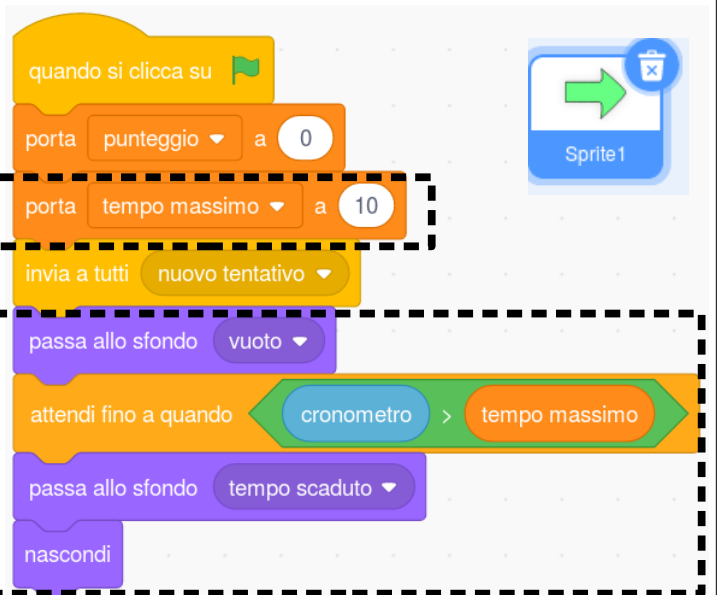 quando si clicca su
Sprite1
porta punteggio a 0
porta tempo massimo a 10
invia a tutti nuovo tentativo
passa allo sfondo vuoto
attendi fino a quando cronometro > tempo massimo
passa allo sfondo tempo scaduto
nascondi